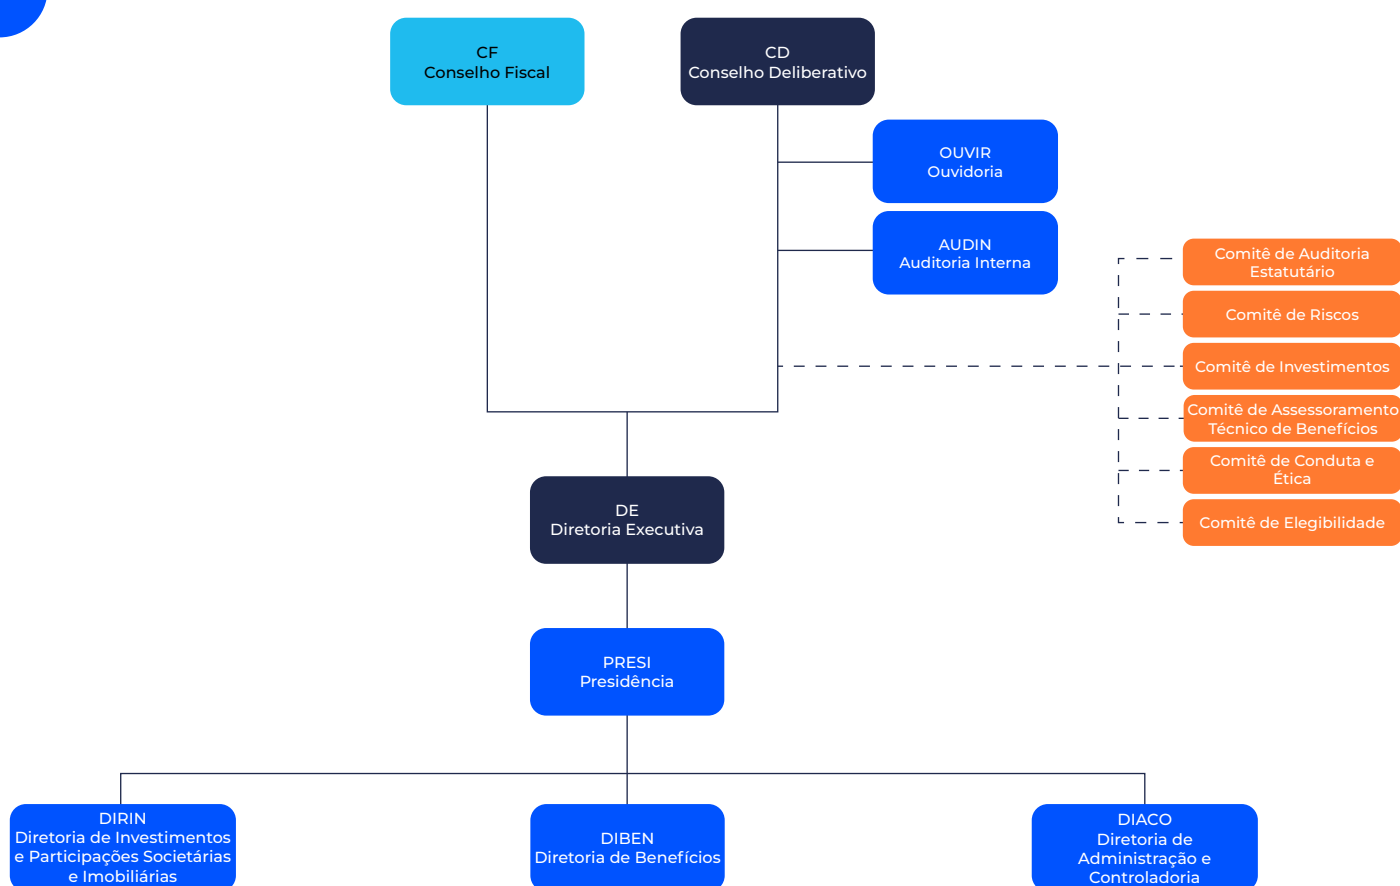 CF
Conselho Fiscal
CD
Conselho Deliberativo
OUVIR
Ouvidoria
AUDIN
Auditoria Interna
Comitê de Auditoria
Estatutário
Comitê de Riscos
Comitê de Investimentos
Comitê de Assessoramento
Técnico de Benefícios
Comitê de Conduta e
Ética
Comitê de Elegibilidade
DE
Diretoria Executiva
PRESI
Presidência
DIRIN
Diretoria de Investimentos
e Participações Societárias
e Imobiliárias
DIBEN
Diretoria de Benefícios
DIACO
Diretoria de
Administração e
Controladoria